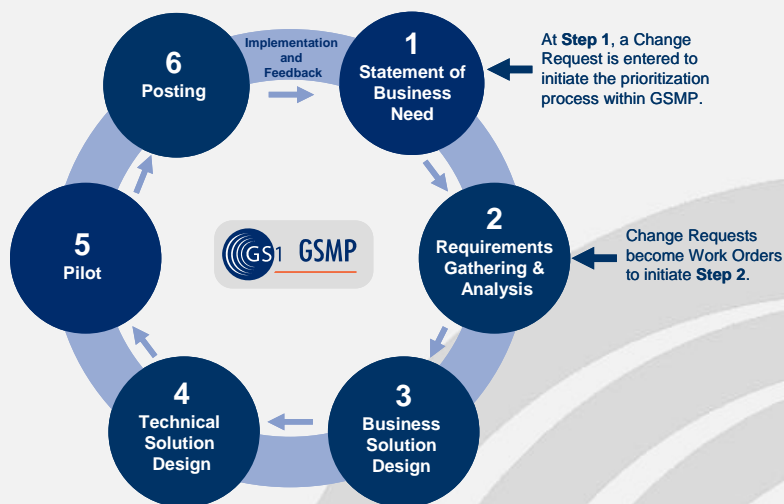 Implementation
and
Feedback
1
Statement of
Business
Need
At Step 1, a Change
Request is entered to
initiate the prioritization
process within GSMP.
2
Requirements
Gathering &
Analysis
Change Requests
become Work Orders
to initiate Step 2.
3
Business
Solution
Design
4
Technical
Solution
Design
5
Pilot
6
Posting
GS1 GSMP